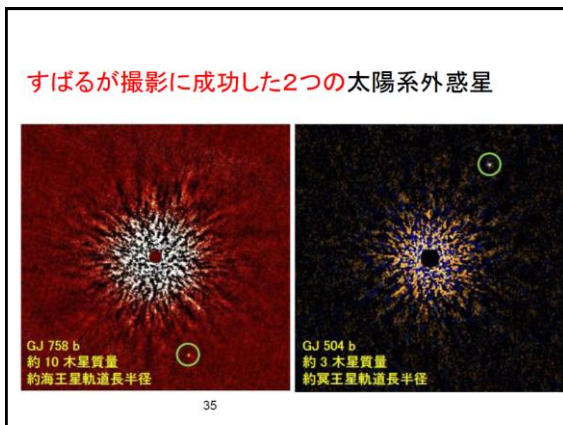 すばるが撮影に成功した2つの太陽系外惑星
GJ 758 b
約 10 木星質量
約海王星軌道長半径
GJ 504 b
約 3 木星質量
約冥王星軌道長半径
35